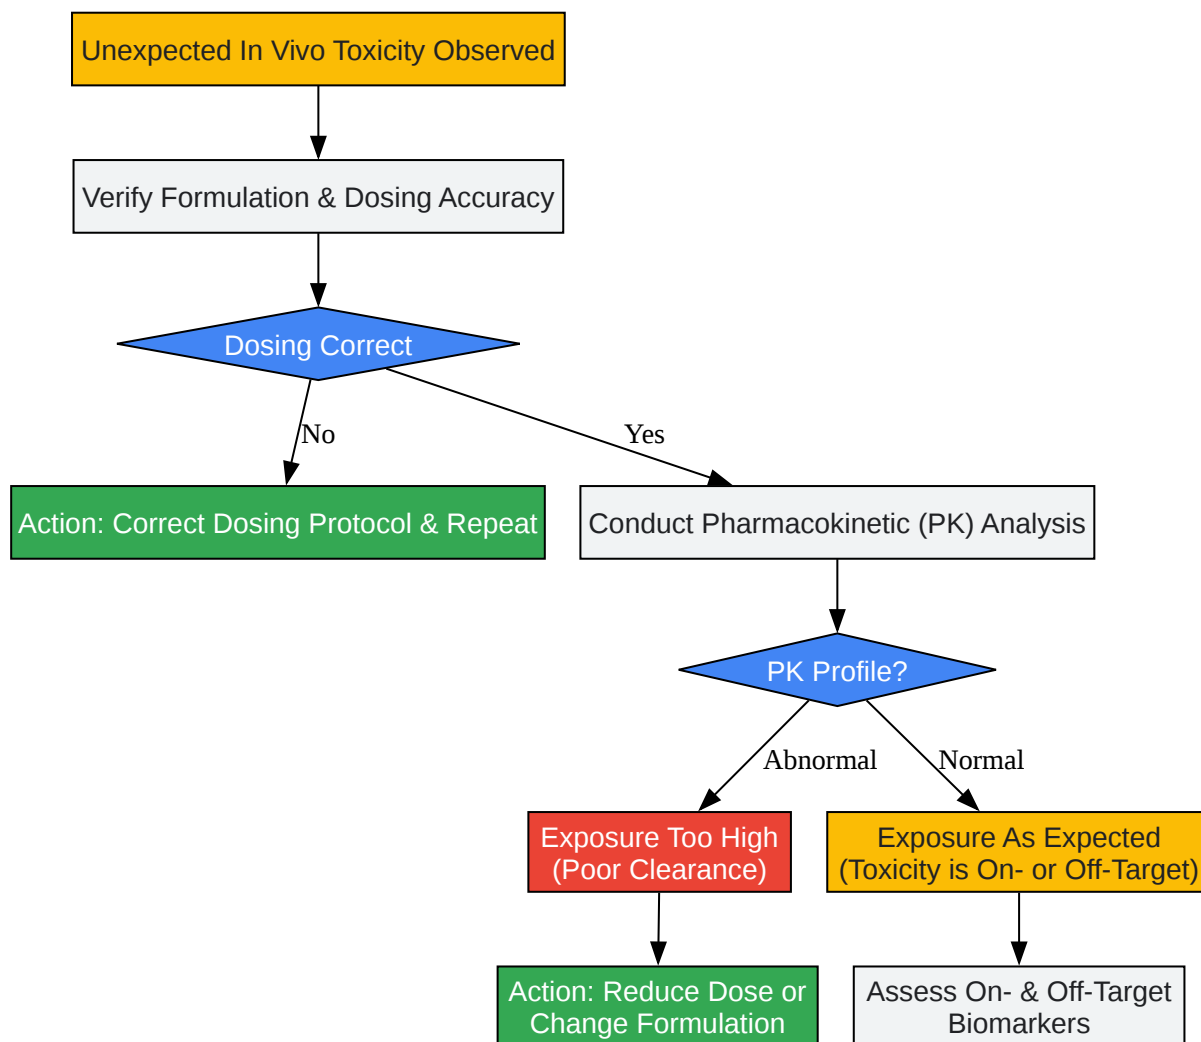 Unexpected In Vivo Toxicity Observed
Verify Formulation & Dosing Accuracy
Dosing Correct
No
Yes
Action: Correct Dosing Protocol & Repeat
Conduct Pharmacokinetic (PK) Analysis
PK Profile?
Abnormal
Normal
Exposure Too High
(Poor Clearance)
Exposure As Expected
(Toxicity is On- or Off-Target)
Action: Reduce Dose or
Change Formulation
Assess On- & Off-Target
Biomarkers